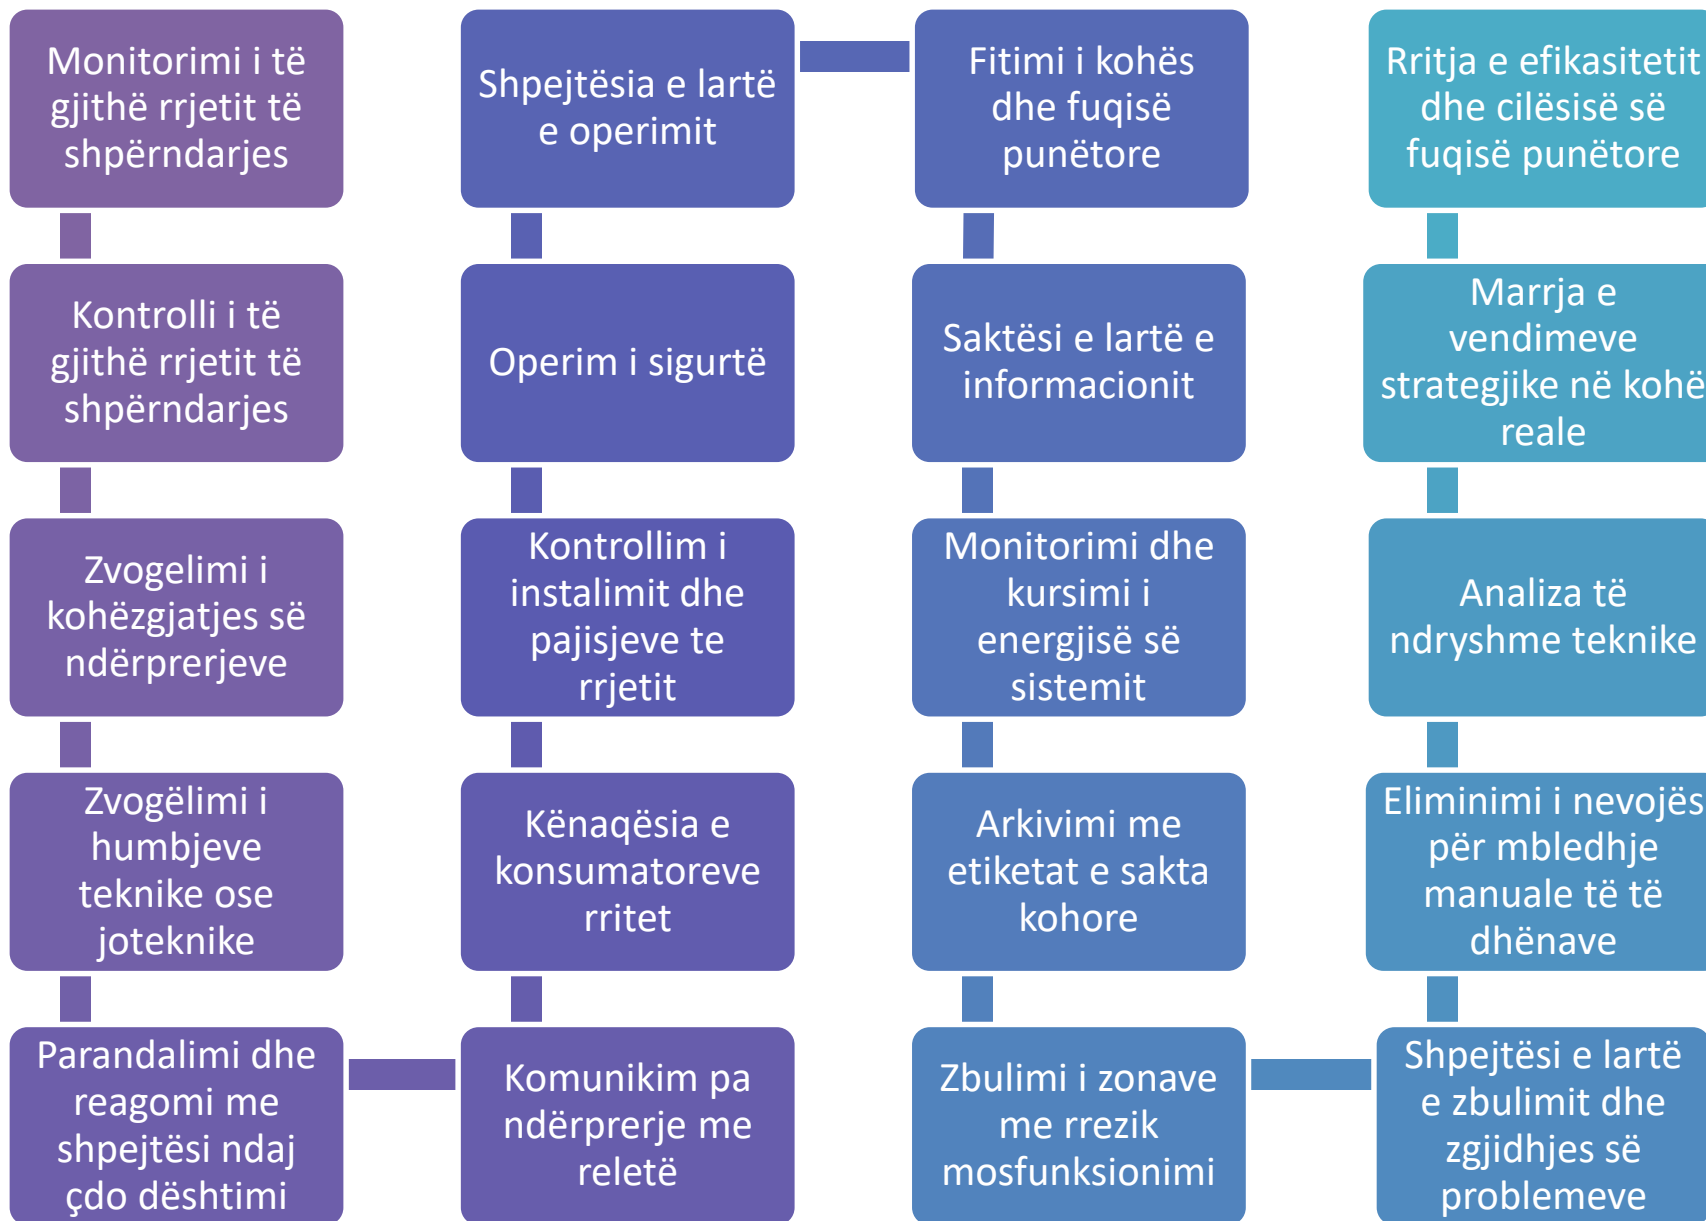 Monitorimi i të
gjithë rrjetit të
shpërndarjes
Kontrolli i të
gjithë rrjetit të
shpërndarjes
Zvogelimi i
kohëzgjatjes së
ndërprerjeve
Zvogëlimi i
humbjeve
teknike ose
joteknike
Parandalimi dhe
reagomi me
shpejtësi ndaj
çdo dështimi
Komunikim pa
ndërprerje me
reletë
Kënaqësia e
konsumatoreve
rritet
Kontrollim i
instalimit dhe
pajisjeve te
rrjetit
Operim i sigurtë
Shpejtësia e lartë
e operimit
Fitimi i kohës
dhe fuqisë
punëtore
Saktësi e lartë e
informacionit
Monitorimi dhe
kursimi i
energjisë së
sistemit
Arkivimi me
etiketat e sakta
kohore
Zbulimi i zonave
me rrezik
mosfunksionimi
Shpejtësi e lartë
e zbulimit dhe
zgjidhjes së
problemeve
Eliminimi i nevojës
për mbledhje
manuale të të
dhënave
Analiza të
ndryshme teknike
Marrja e
vendimeve
strategjike në kohë
reale
Rritja e efikasitetit
dhe cilësisë së
fuqisë punëtore